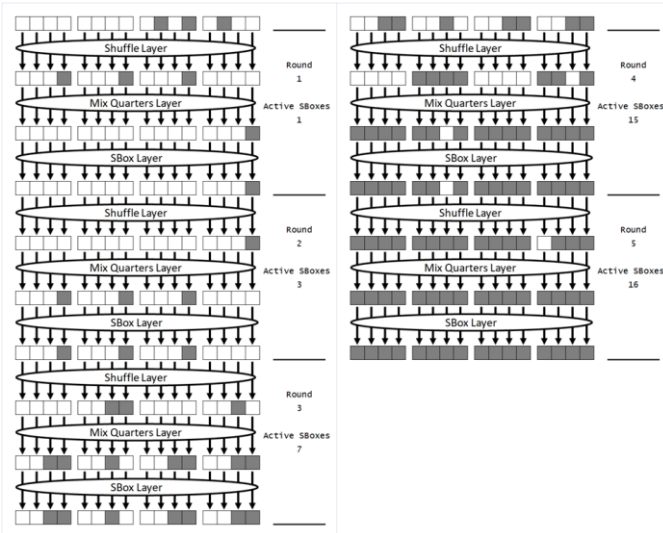 Shuffle Layer
Round
1
Mix Quarters Layer
Active SBoxes
1
SBox Layer
Shuffle Layer
Round
2
Mix Quarters Layer
Active SBoxes
3
SBox Layer
Shuffle Layer
Round
3
Mix Quarters Layer
Active SBoxes
7
SBox Layer
Shuffle Layer
Round
4
Mix Quarters Layer
Active SBoxes
15
SBox Layer
Shuffle Layer
Round
5
Mix Quarters Layer
Active SBoxes
16
SBox Layer